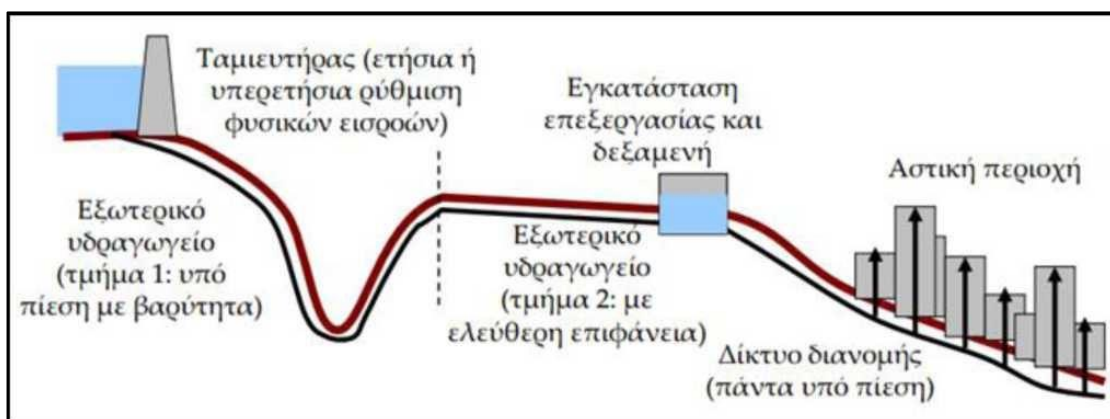 Ταμιευτήρας (ετήσια ή
υπερετήσια ρύθμιση
φυσικών εισροών)
Εγκατάσταση
επεξεργασίας και
δεξαμενή
Αστική περιοχή
Εξωτερικό
υδραγωγείο
(τμήμα 1: υπό
πίεση με βαρύτητα)
Εξωτερικό
υδραγωγείο
(τμήμα 2: με
ελεύθερη επιφάνεια)
Δίκτυο διανομής
(πάντα υπό πίεση)